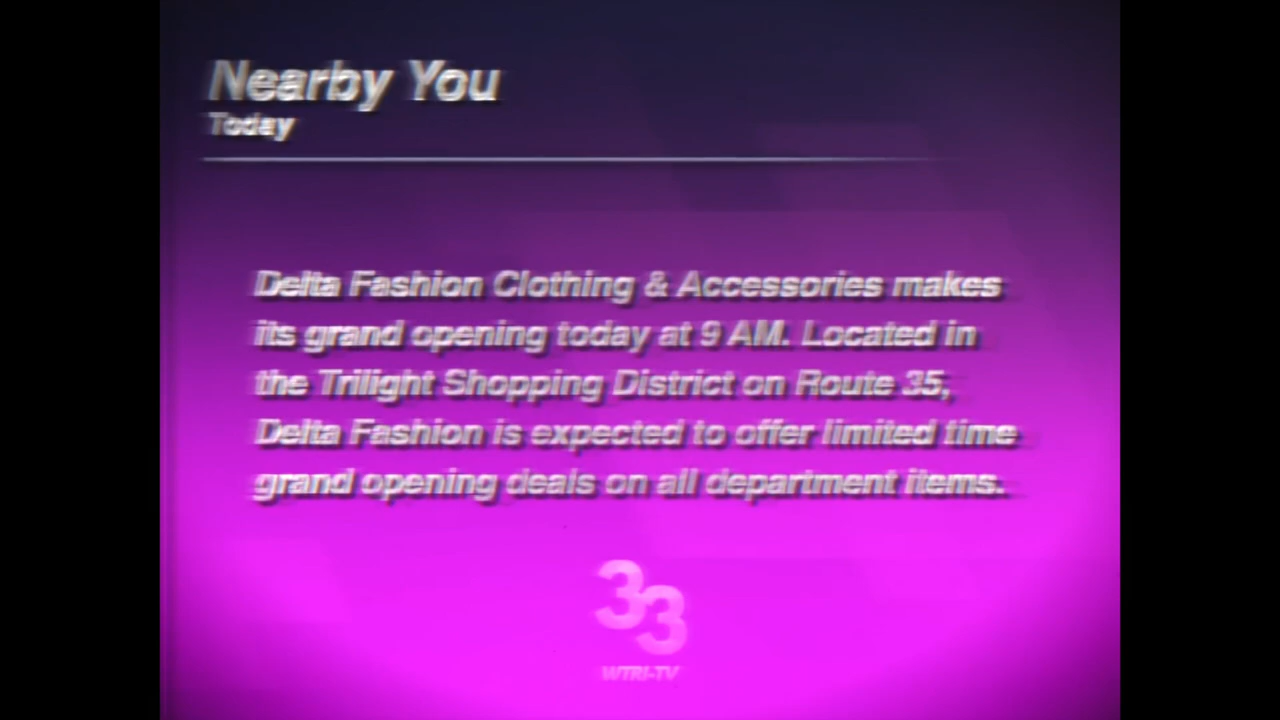 Nearby You
Today
Delta Fashion Clothing & Accessories makes
its grand opening today at 9 AM. Located in
the Trilight Shopping District on Route 35,
Delta Fashion is expected to offer limited time
grand opening deals on all department items.
33
WTRI-TV